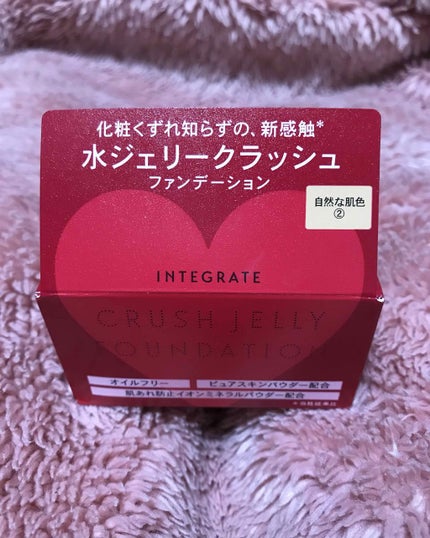 化粧くずれ知らずの、新感触*
水ジェリークラッシュ
ファンデーション
自然な肌色
②
INTEGRATE
CRUSH JELLY
FOUNDATION
オイルフリー
ピュアスキンパウダー配合
肌あれ防止イオンミネラルパウダー配合